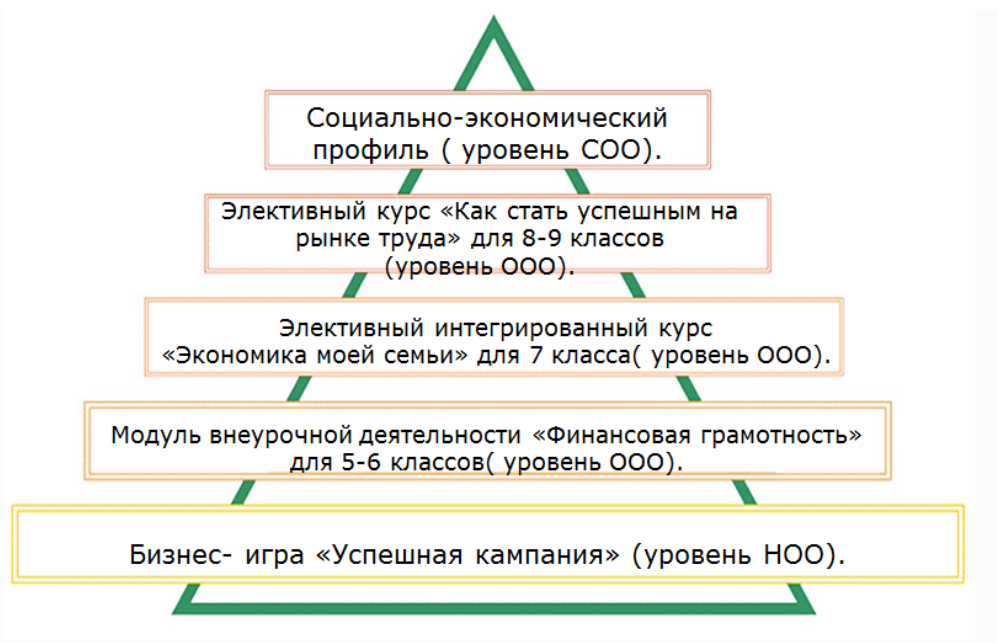 Социально-экономический
профиль ( уровень СОО).
Элективный курс «Как стать успешным на
рынке труда» для 8-9 классов
(уровень ООО).
Элективный интегрированный курс
«Экономика моей семьи» для 7 класса( уровень ООО).
Модуль внеурочной деятельности «Финансовая грамотность»
для 5-6 классов( уровень ООО).
Бизнес- игра «Успешная кампания» (уровень НОО).